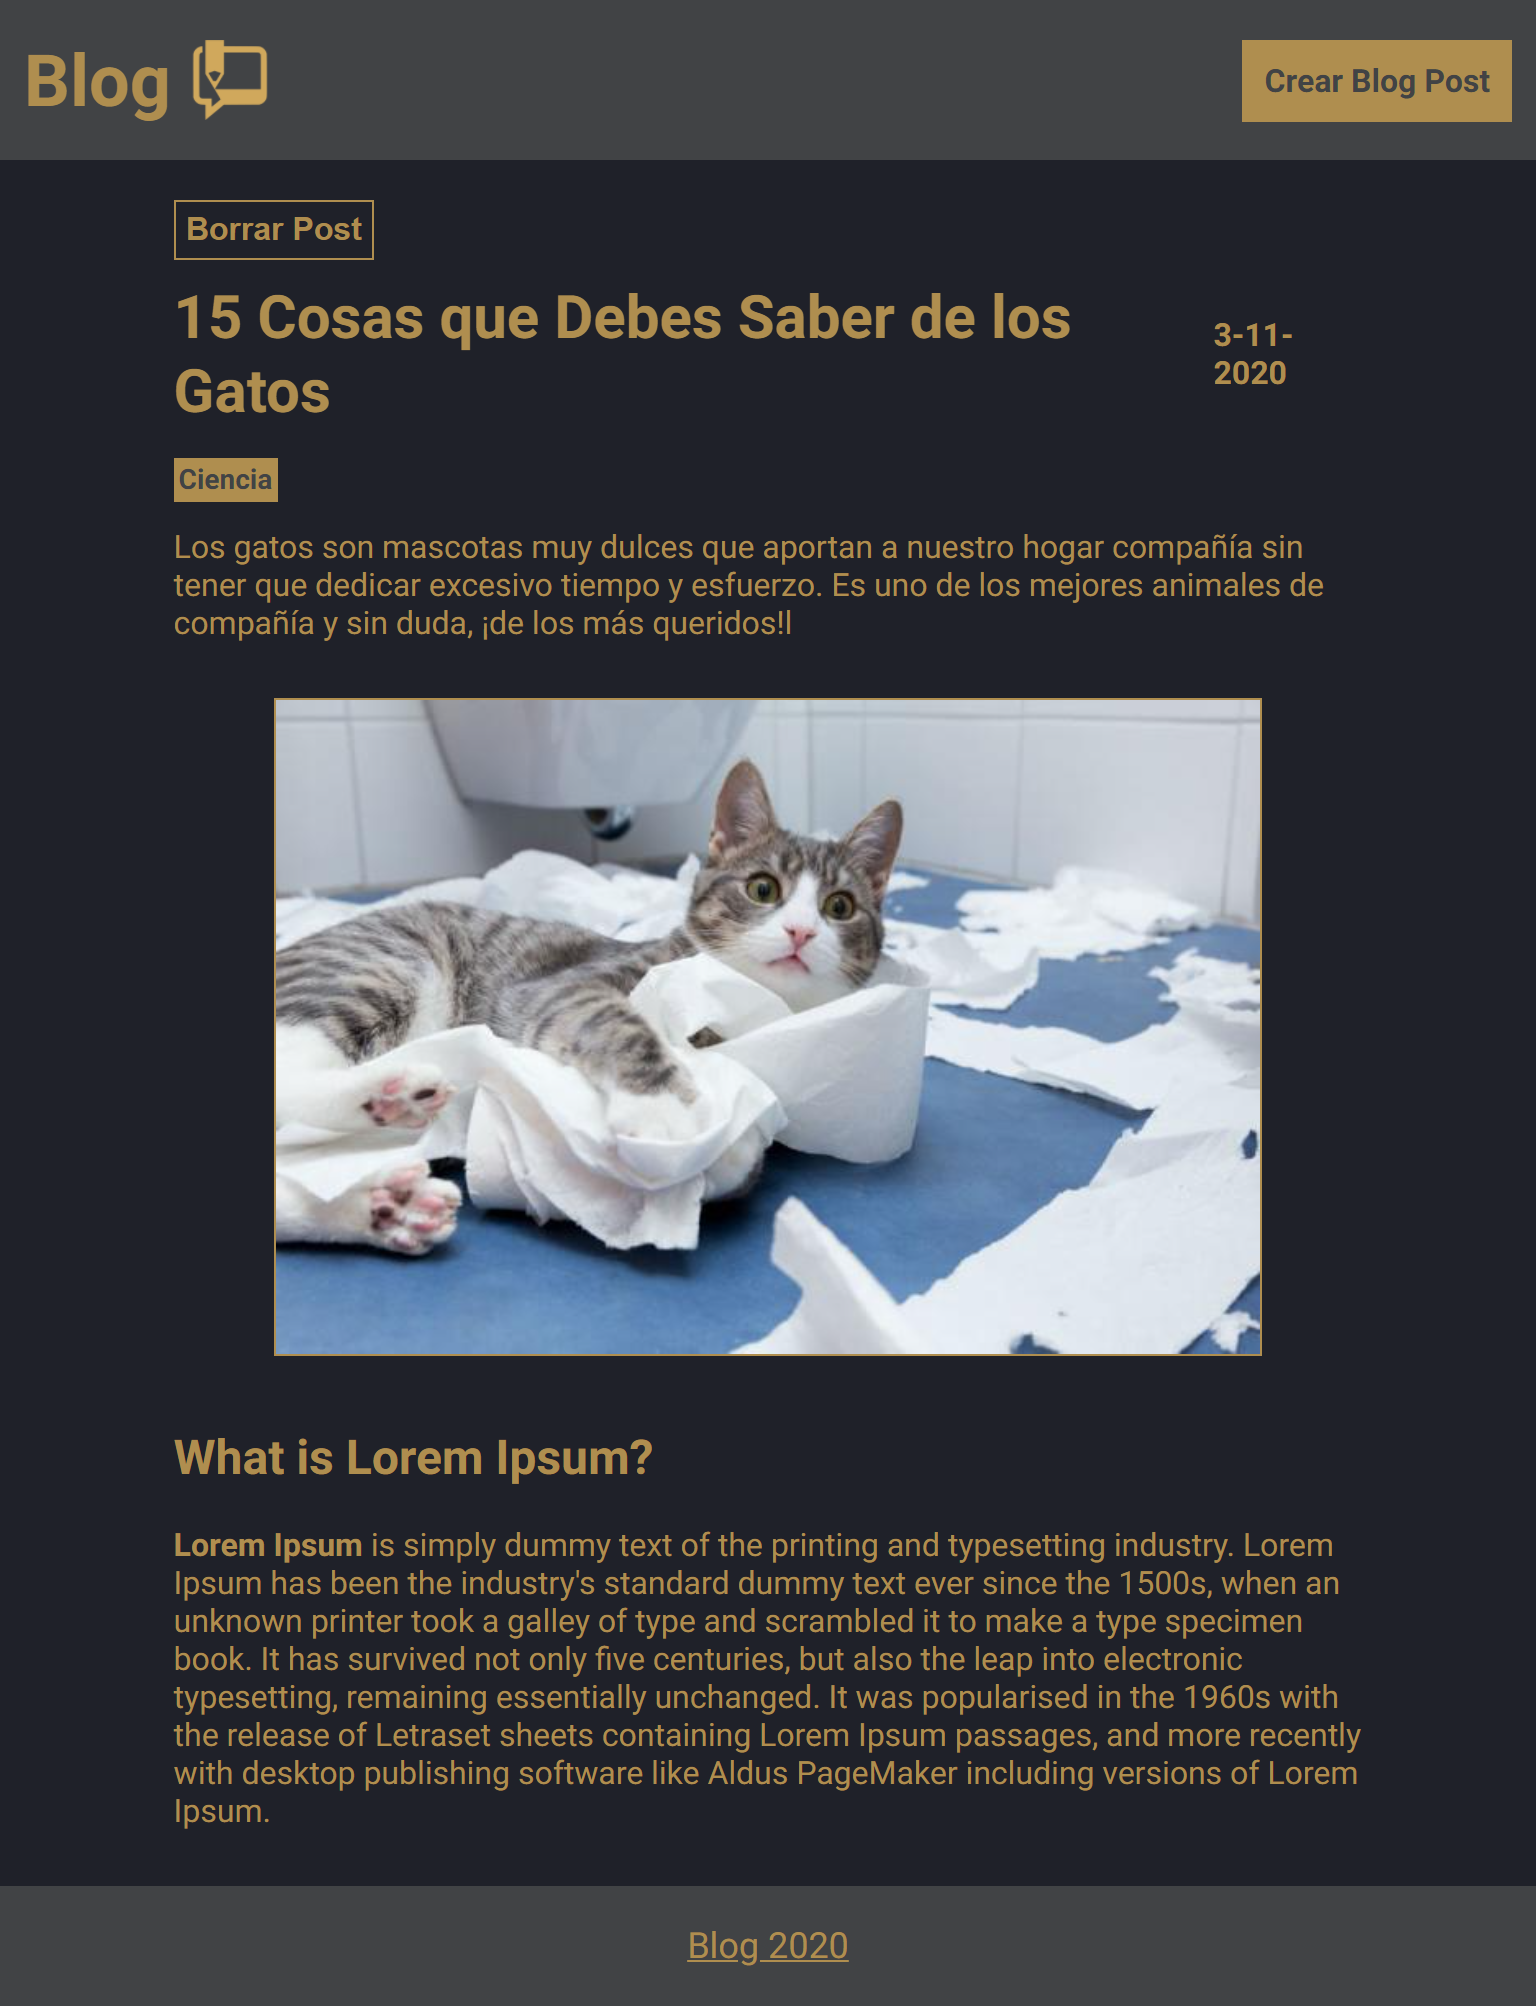 Blog
Crear Blog Post
Borrar Post
15 Cosas que Debes Saber de los
Gatos
3-11-
2020
Ciencia
Los gatos son mascotas muy dulces que aportan a nuestro hogar compañía sin
tener que dedicar excesivo tiempo y esfuerzo. Es uno de los mejores animales de
compañía y sin duda, ¡de los más queridos!l
What is Lorem Ipsum?
Lorem Ipsum is simply dummy text of the printing and typesetting industry. Lorem
Ipsum has been the industry's standard dummy text ever since the 1500s, when an
unknown printer took a galley of type and scrambled it to make a type specimen
book. It has survived not only five centuries, but also the leap into electronic
typesetting, remaining essentially unchanged. It was popularised in the 1960s with
the release of Letraset sheets containing Lorem Ipsum passages, and more recently
with desktop publishing software like Aldus PageMaker including versions of Lorem
Ipsum.
Blog 2020